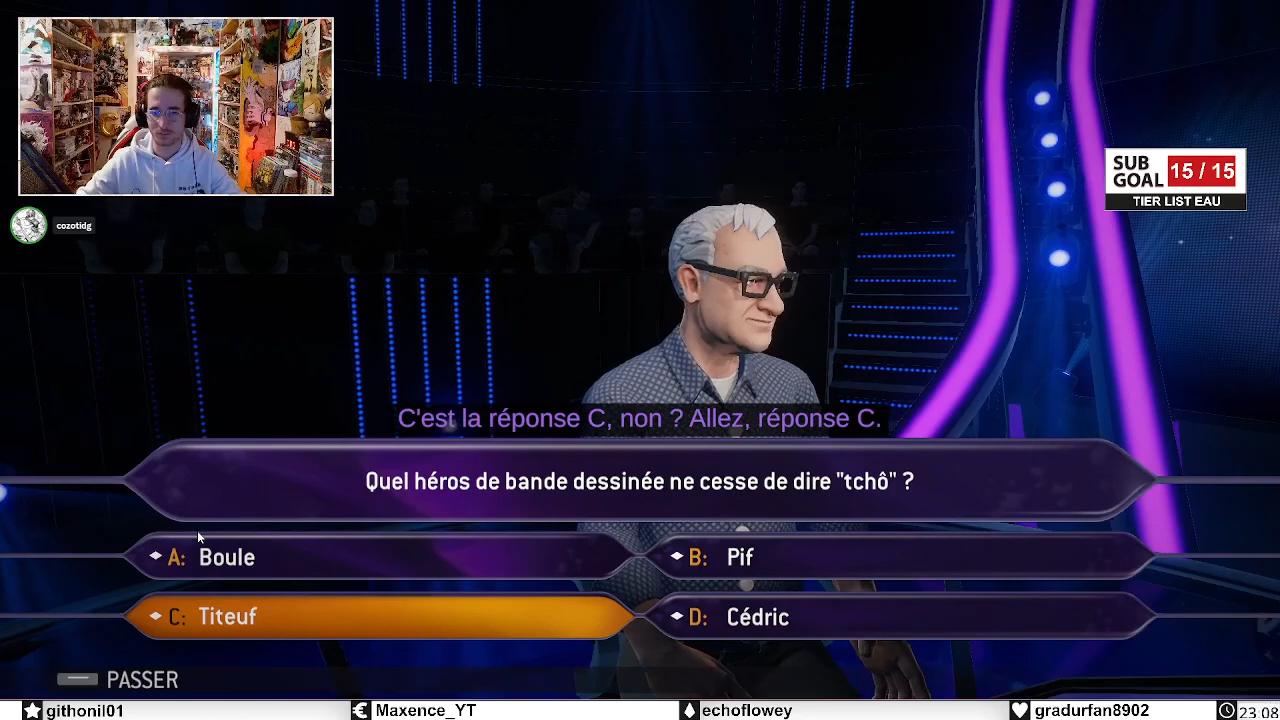 SUB
GOAL
15 / 15
TIER LIST EAU
cozotidg
C'est la réponse C, non ? Allez, réponse C.
Quel héros de bande dessinée ne cesse de dire "tchô" ?
A: Boule
B: Pif
C: Titeuf
D: Cédric
PASSER
githonil01
Maxence_YT
echoflowey
gradurfan8902
23:08